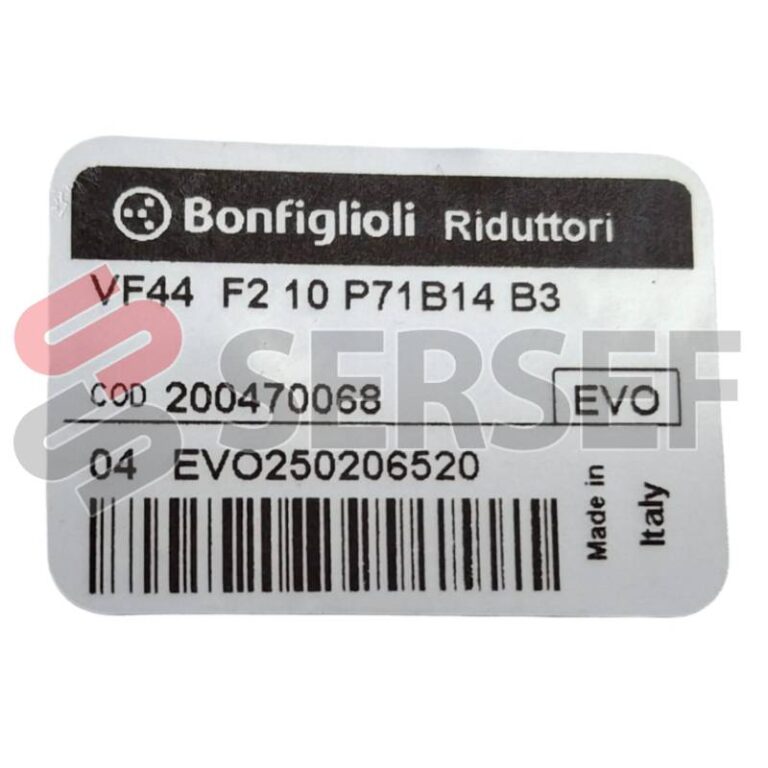 Bonfiglioli Riduttori
VF44 F2 10 P71B14 B3
SERSEF
COD 200470068
EVO
04 EVO250206520
Made in
Italy